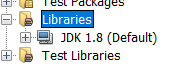 Test Packages
Libraries
JDK 1.8 (Default)
Test Libraries